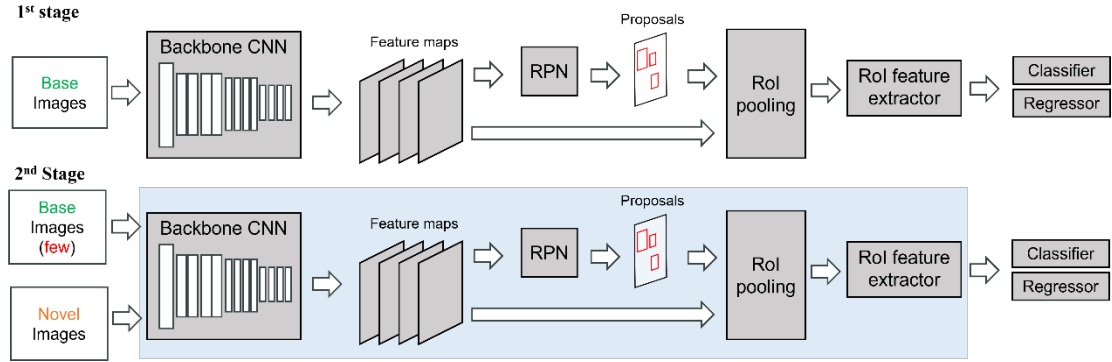 1st stage
Base
Images
Backbone CNN
Feature maps
RPN
Proposals
RoI
pooling
RoI feature
extractor
Classifier
Regressor
2nd Stage
Base
Images
(few)
Novel
Images
Backbone CNN
Feature maps
RPN
Proposals
RoI
pooling
RoI feature
extractor
Classifier
Regressor